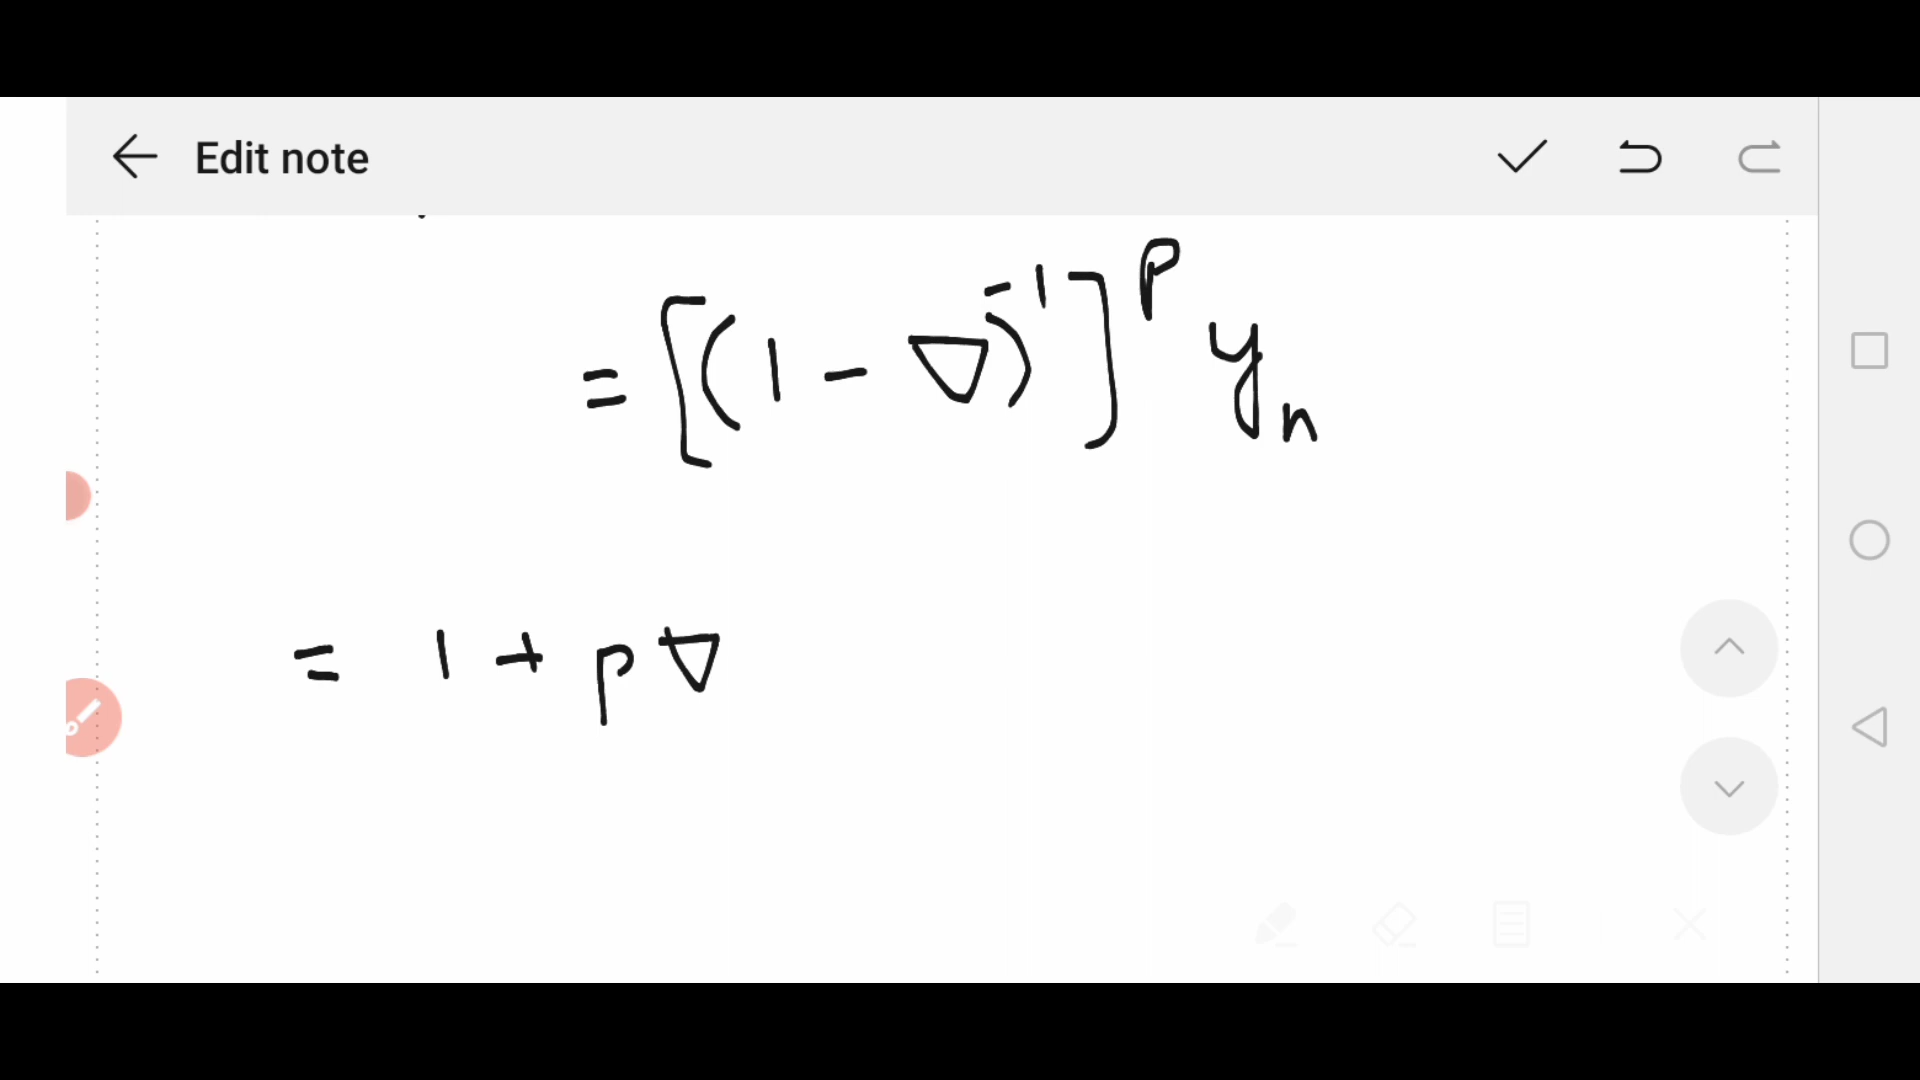 Edit note
= [(1 - ∇)⁻¹]ᵖ yₙ
= 1 + p∇